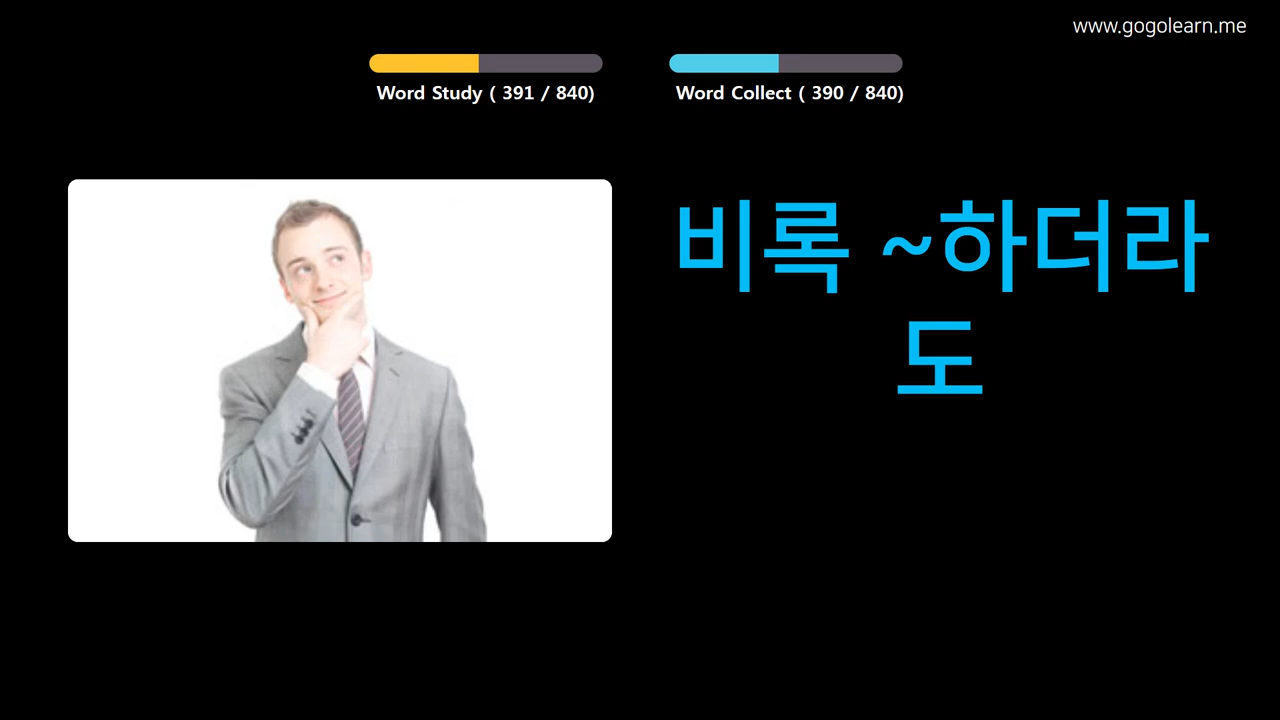 www.gogolearn.me
Word Study ( 391 / 840)
Word Collect ( 390 / 840)
비록 ~하더라
도